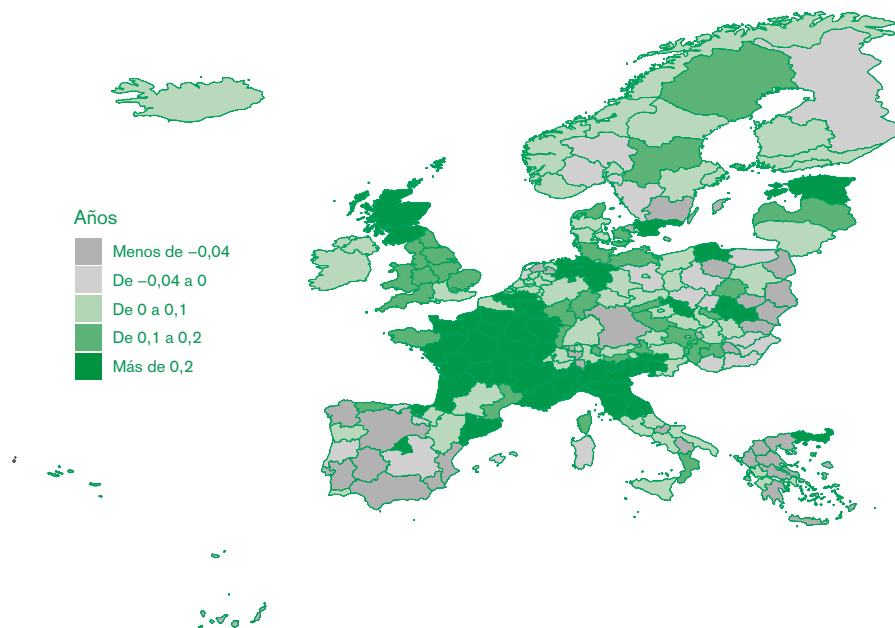 Años
Menos de −0,04
De −0,04 a 0
De 0 a 0,1
De 0,1 a 0,2
Más de 0,2